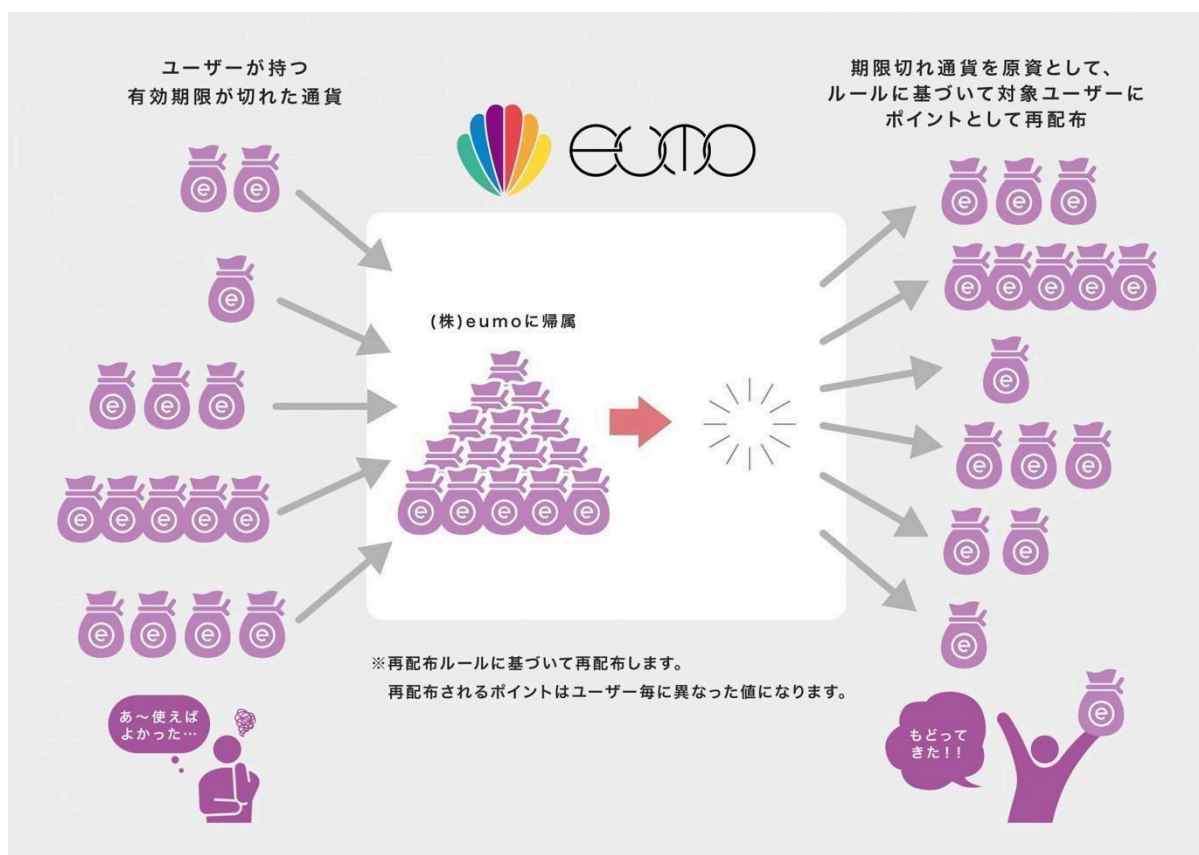 ユーザーが持つ
有効期限が切れた通貨
eumo
期限切れ通貨を原資として、
ルールに基づいて対象ユーザーに
ポイントとして再配布
e e
e
e e e
e e e e e
e e e e
(株)eumoに帰属
e e e e e
e e e
e e e e e
e
e e e
e e
e
※再配布ルールに基づいて再配布します。
再配布されるポイントはユーザー毎に異なった値になります。
あ〜使えば
よかった…
もどって
きた!!
e